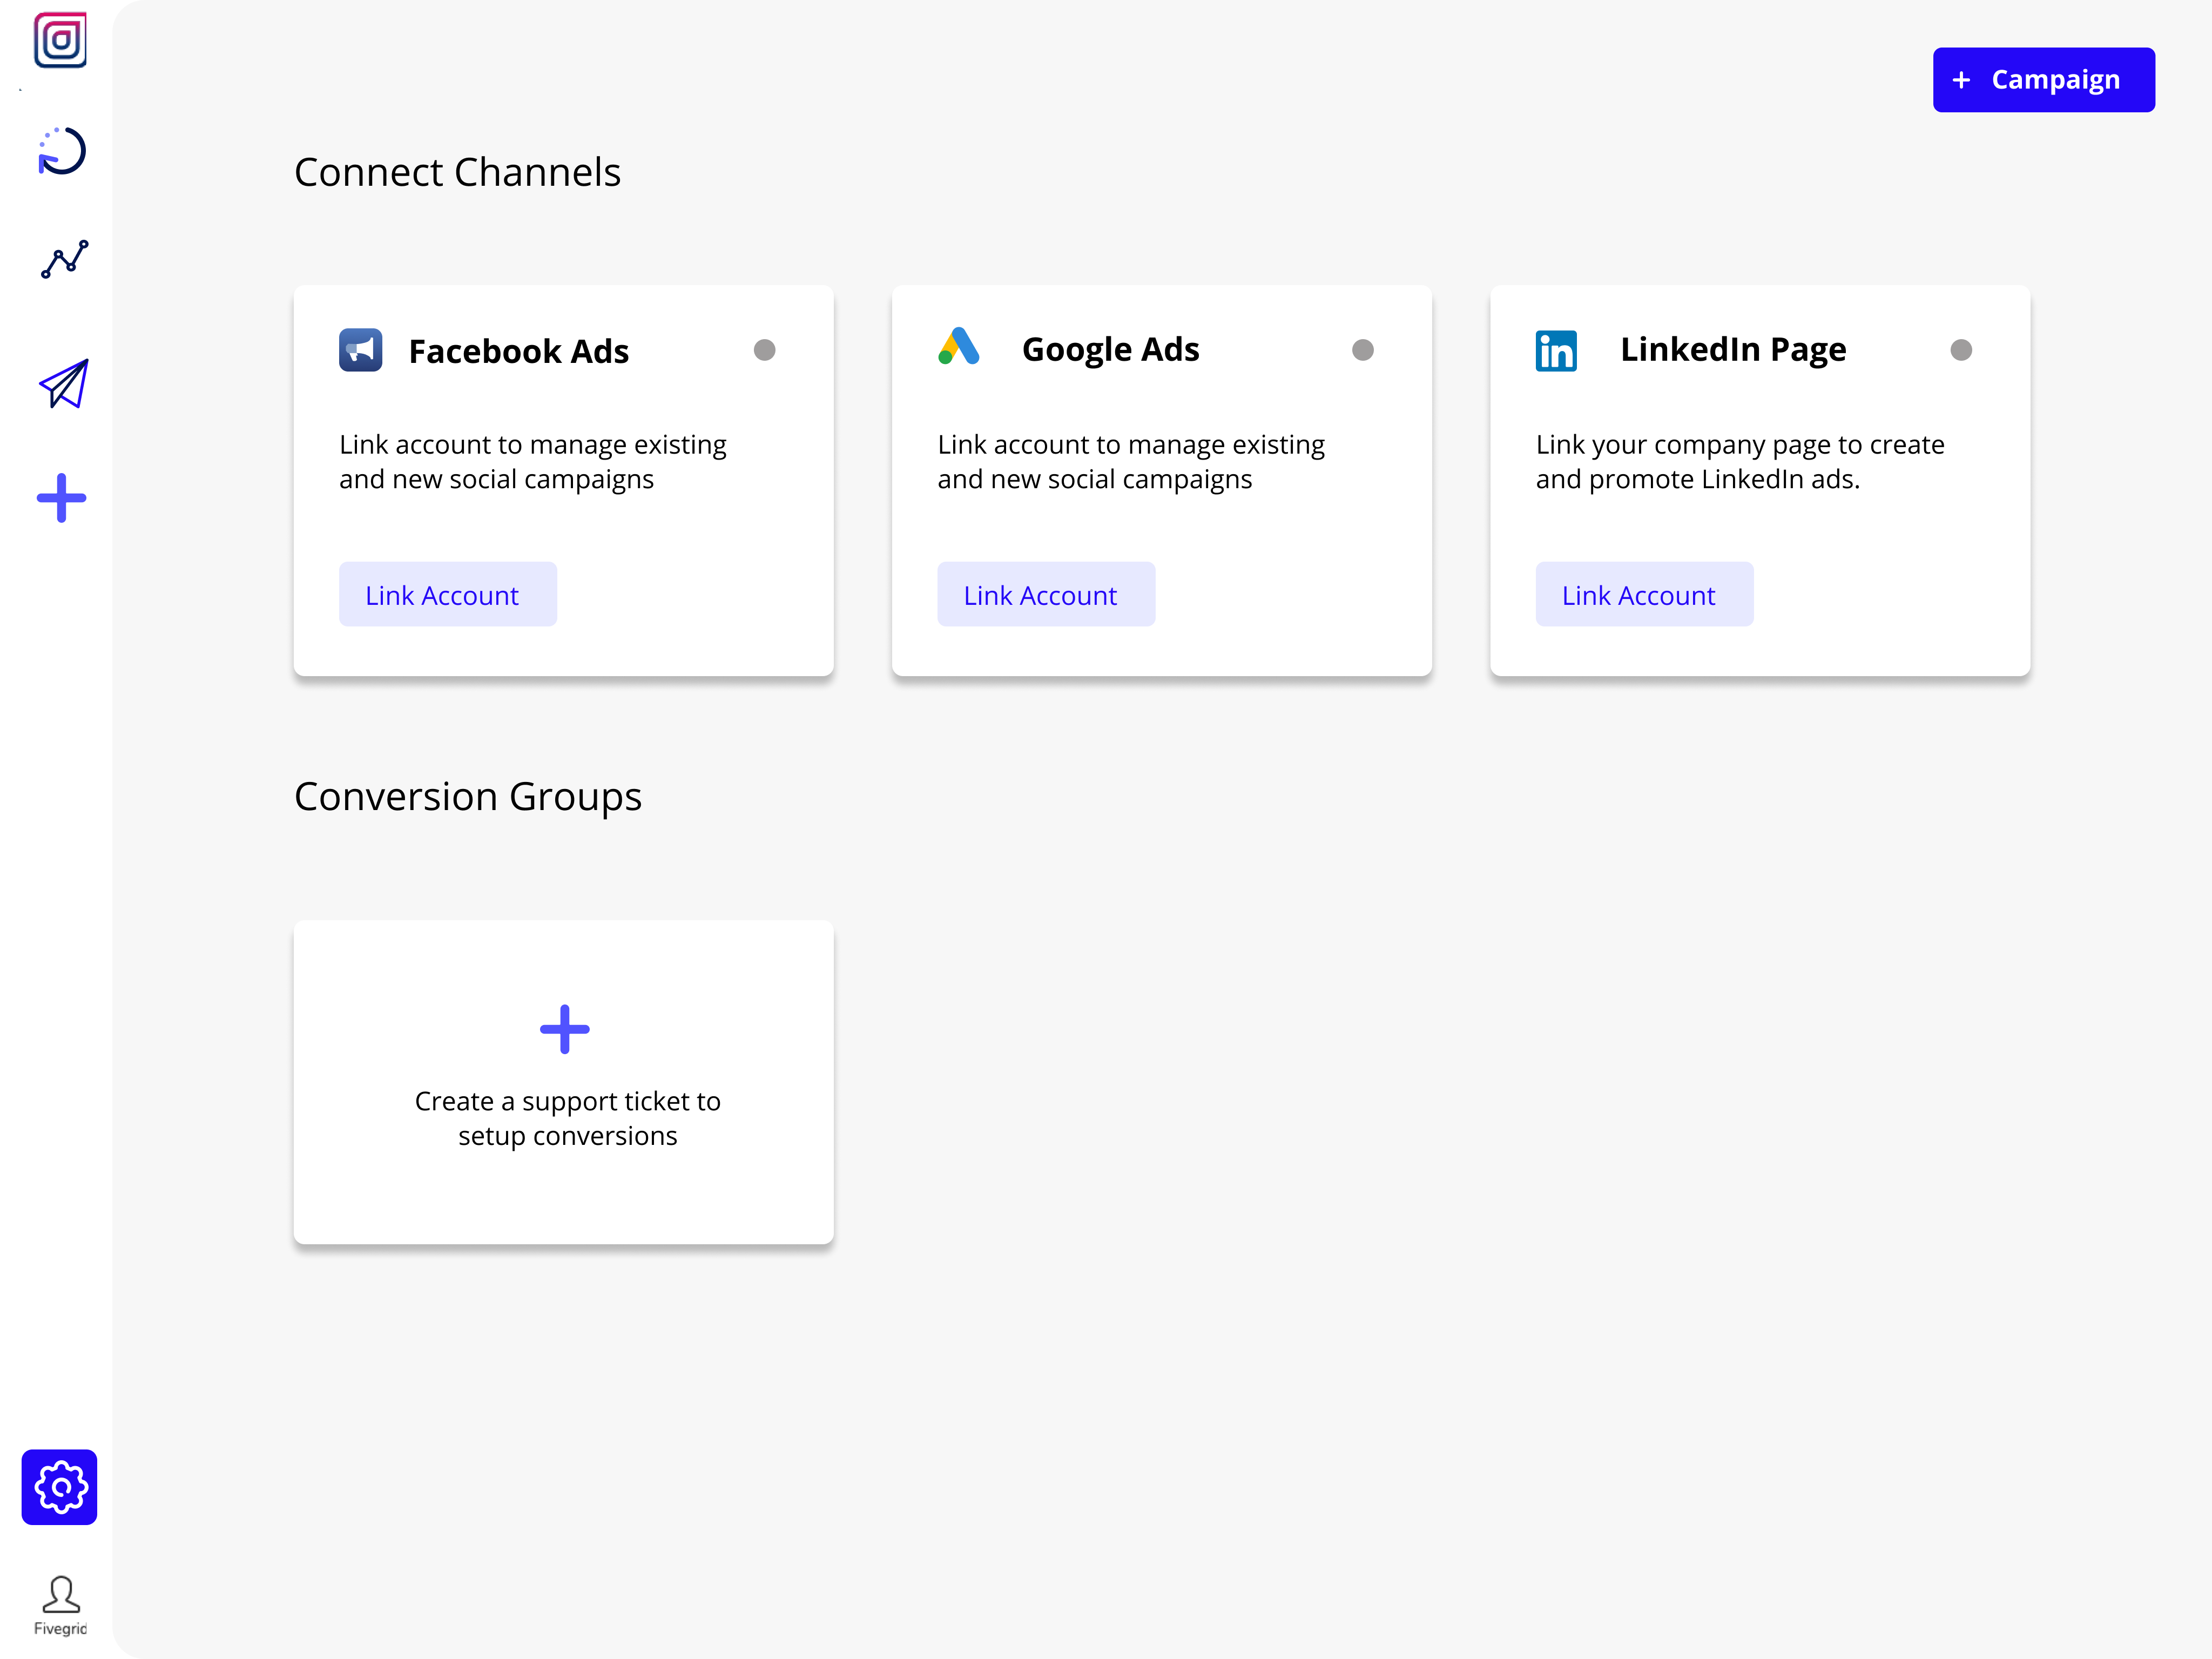 + Campaign
Connect Channels
Facebook Ads
Link account to manage existing
and new social campaigns
Link Account
Google Ads
Link account to manage existing
and new social campaigns
Link Account
LinkedIn Page
Link your company page to create
and promote LinkedIn ads.
Link Account
Conversion Groups
Create a support ticket to
setup conversions
Fivegrid